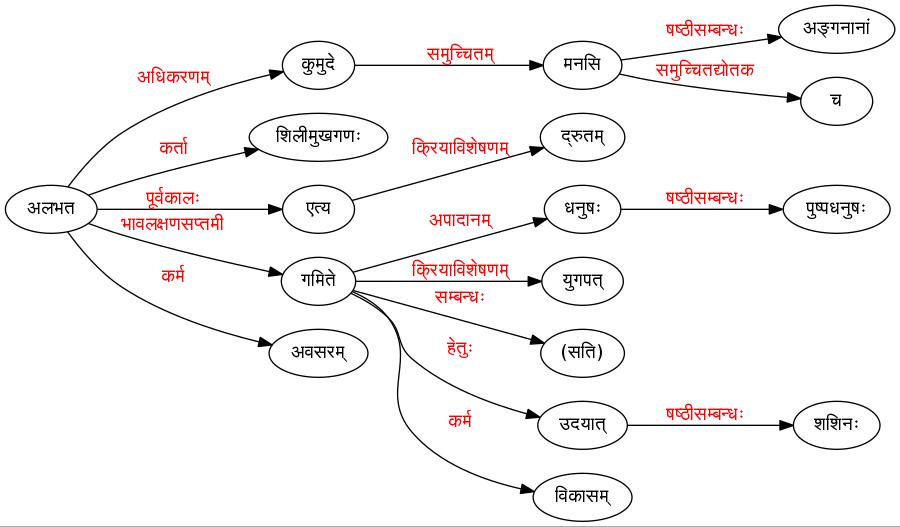 अङ्गनानां
षष्ठीसम्बन्धः
कुमुदे
समुच्चितम्
मनसि
अधिकरणम्
समुच्चितद्योतक
च
शिलीमुखगणः
कर्ता
क्रियाविशेषणम्
द्रुतम्
अलभत
पूर्वकालः
एत्य
भावलक्षणसप्तमी
अपादानम्
धनुषः
षष्ठीसम्बन्धः
पुष्पधनुषः
कर्म
गमिते
क्रियाविशेषणम्
युगपत्
सम्बन्धः
अवसरम्
(सति)
हेतुः
उदयात्
षष्ठीसम्बन्धः
शशिनः
कर्म
विकासम्